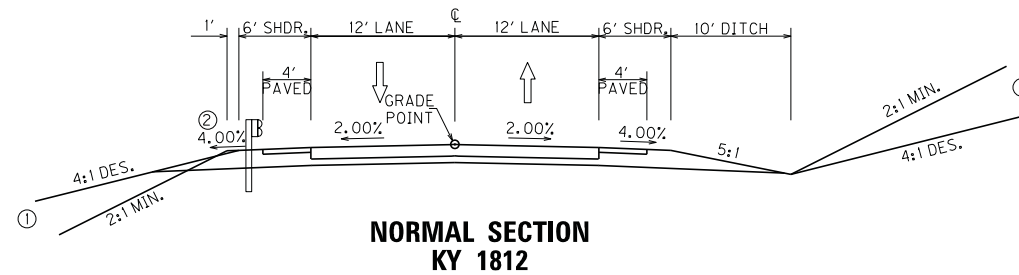 ℄
1' 6' SHDR. 12' LANE 12' LANE 6' SHDR. 10' DITCH
4'
PAVED
4'
PAVED
GRADE
POINT
②
4.00% 2.00% 2.00% 4.00%
5:1
2:1 MIN.
4:1 DES.
4:1 DES.
2:1 MIN.
①
NORMAL SECTION
KY 1812